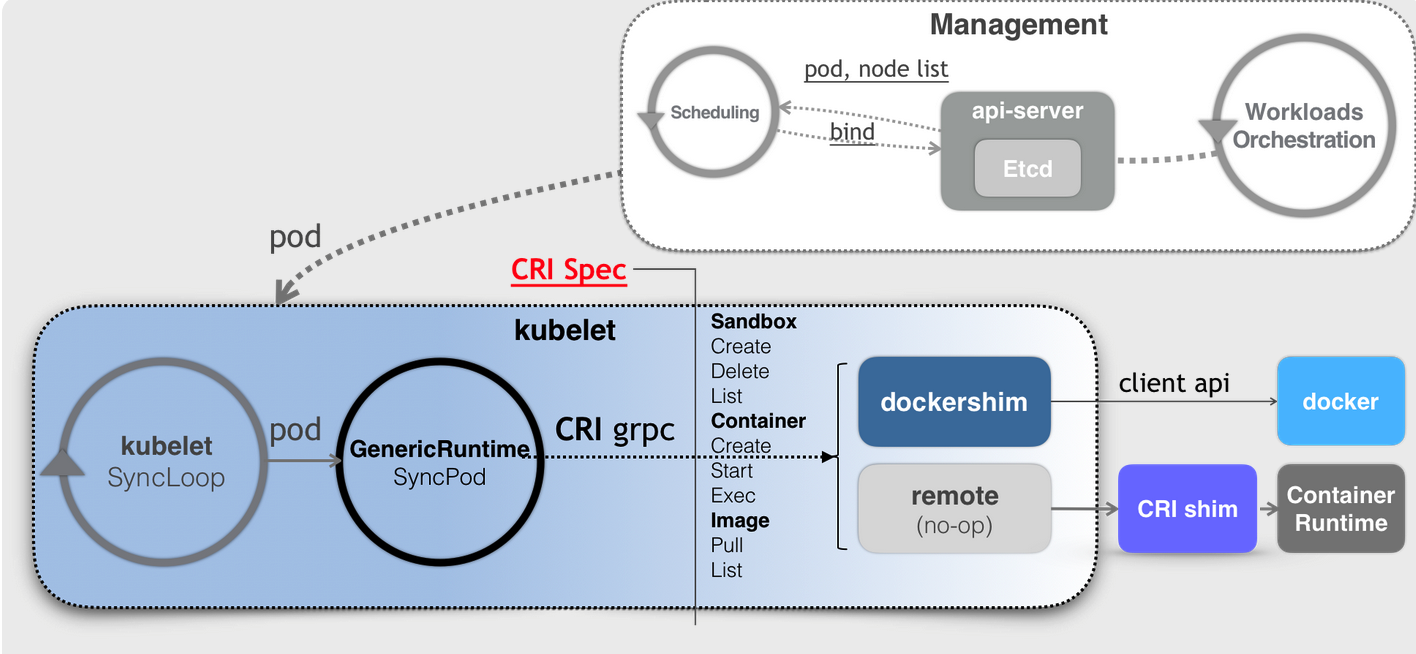 Management
pod, node list
Scheduling
bind
api-server
Etcd
Workloads
Orchestration
pod
CRI Spec
kubelet
kubelet
SyncLoop
pod
GenericRuntime
SyncPod
CRI grpc
Sandbox
Create
Delete
List
Container
Create
Start
Exec
Image
Pull
List
dockershim
client api
docker
remote
(no-op)
CRI shim
Container
Runtime